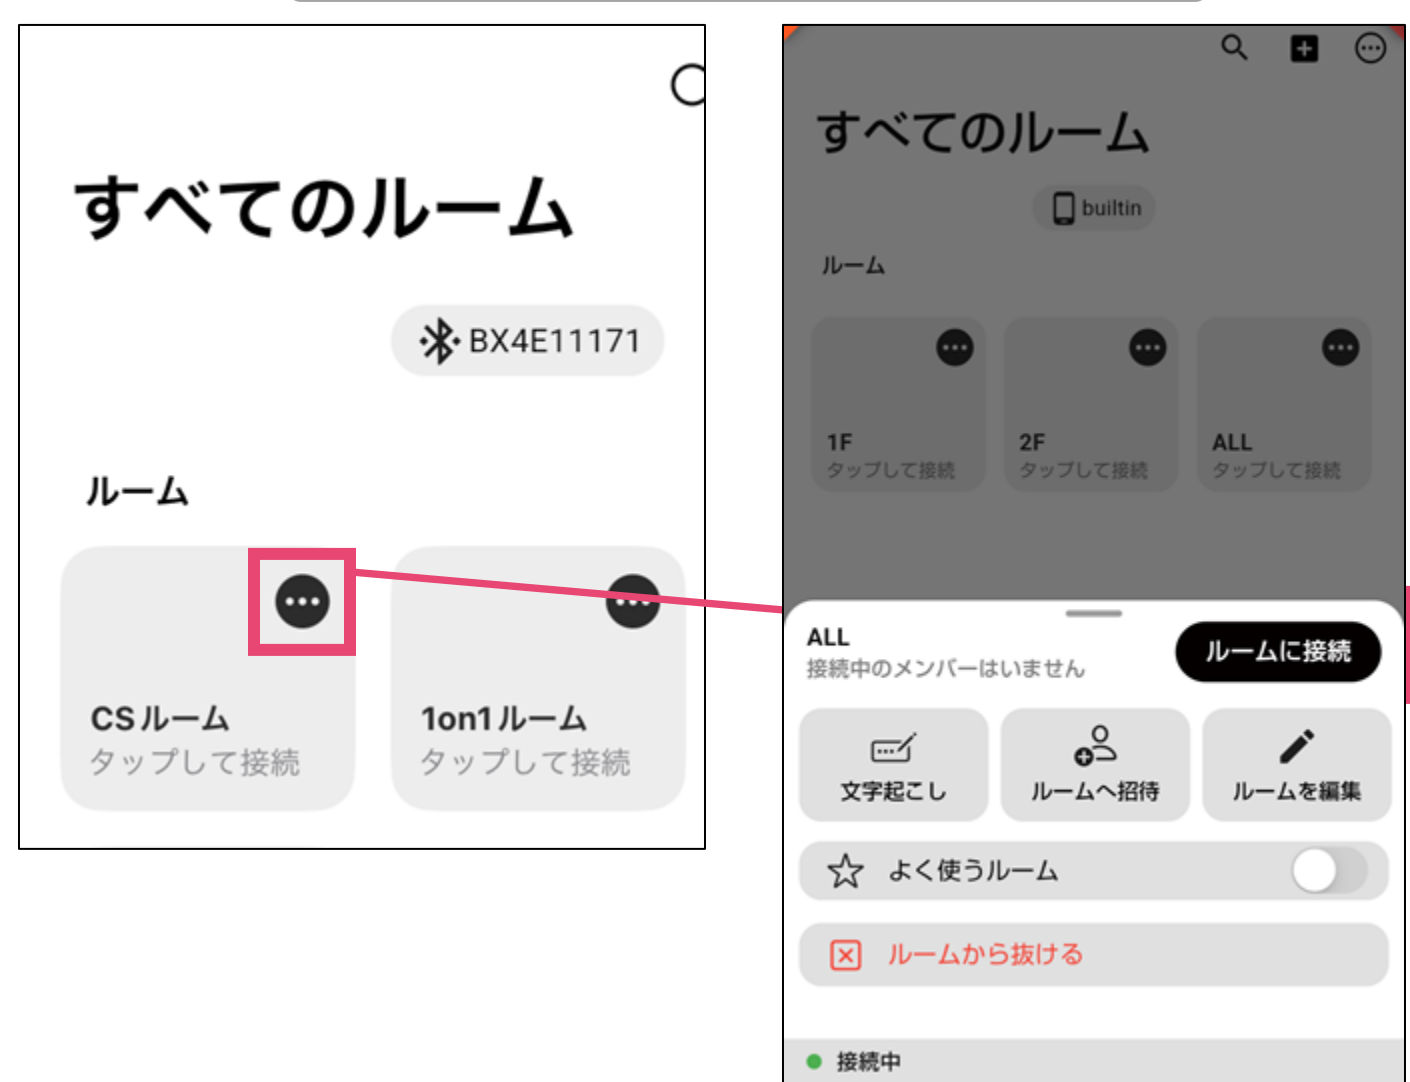 すべてのルーム
BX4E11171
ルーム
CSルーム
タップして接続
1on1ルーム
タップして接続
すべてのルーム
builtin
ルーム
1F
タップして接続
2F
タップして接続
ALL
タップして接続
ALL
接続中のメンバーはいません
ルームに接続
文字起こし
ルームへ招待
ルームを編集
よく使うルーム
ルームから抜ける
接続中